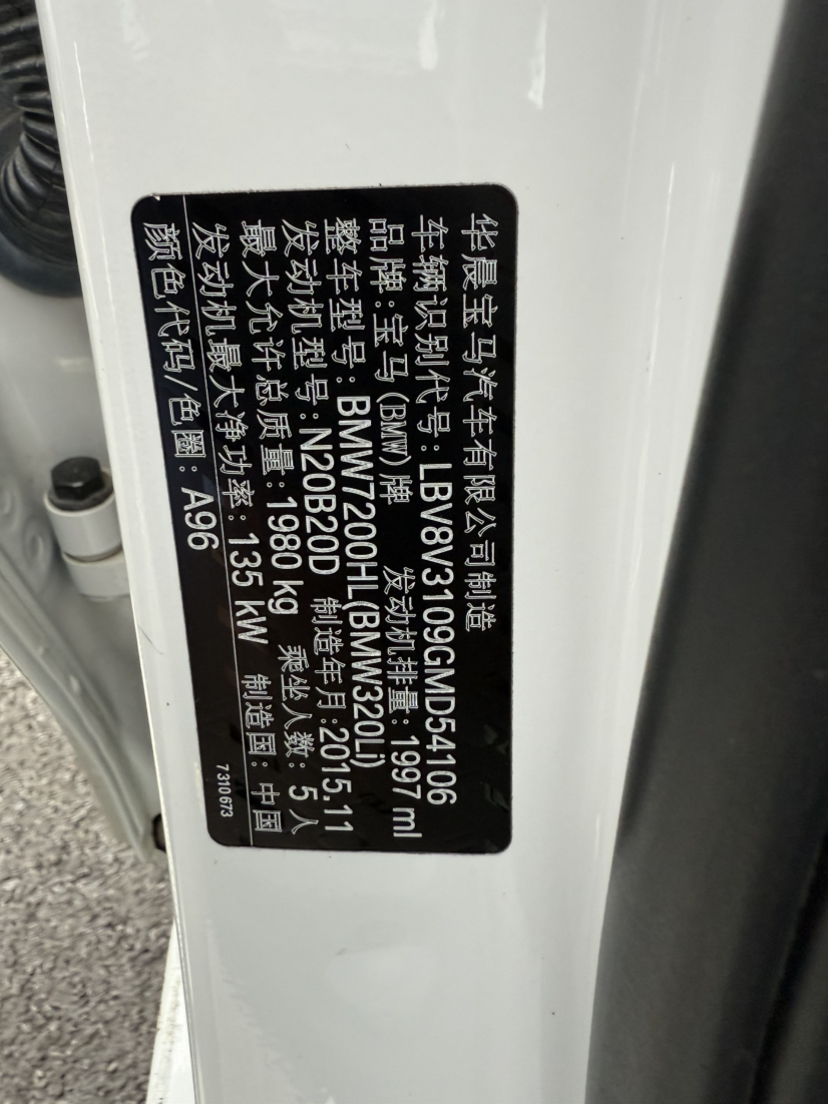 华晨宝马汽车有限公司制造
车辆识别代号:LBV8V3109GMD54106
品牌:宝马(BMW)牌 发动机排量:1997 ml
整车型号:BMW7200HL(BMW320Li)
发动机型号:N20B20D 制造年月:2015.11
最大允许总质量:1980 kg 乘坐人数:5人
发动机最大净功率:135 kW 制造国:中国
颜色代码/色圈:A96
7310673